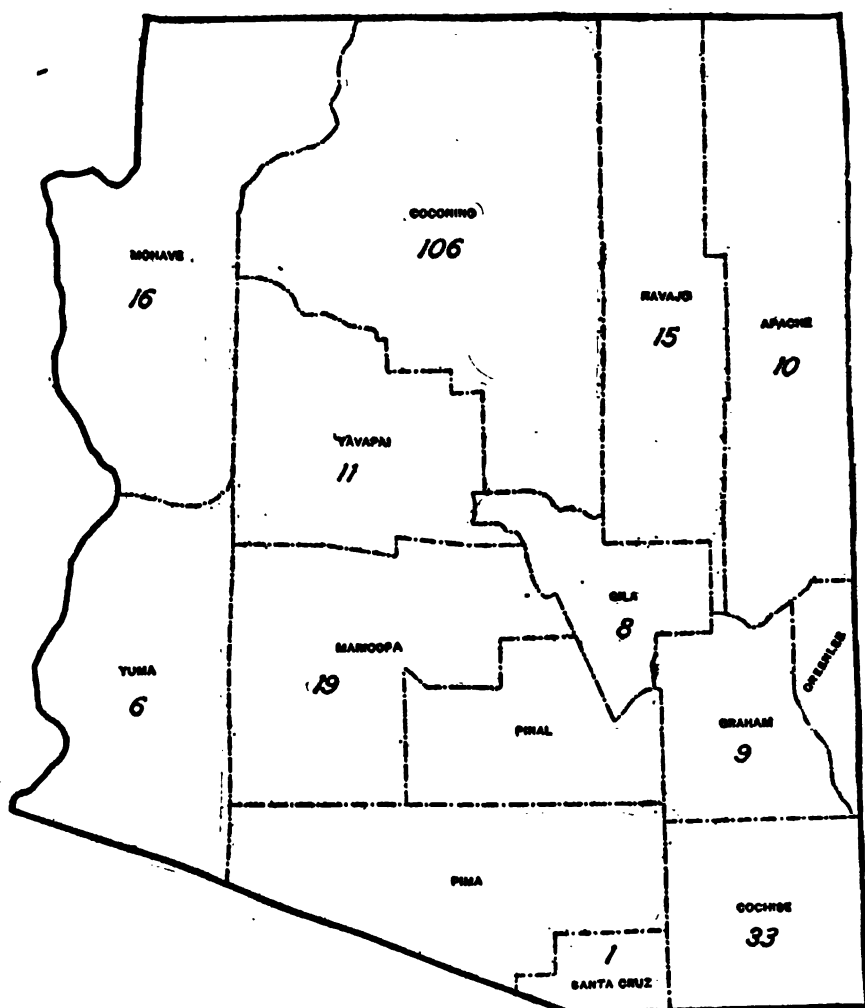 COCONINO
106
MOHAVE
16
NAVAJO
15
APACHE
10
YAVAPAI
11
GILA
8
MARICOPA
19
YUMA
6
GREENLEE
PINAL
GRAHAM
9
PIMA
COCHISE
33
1
SANTA CRUZ